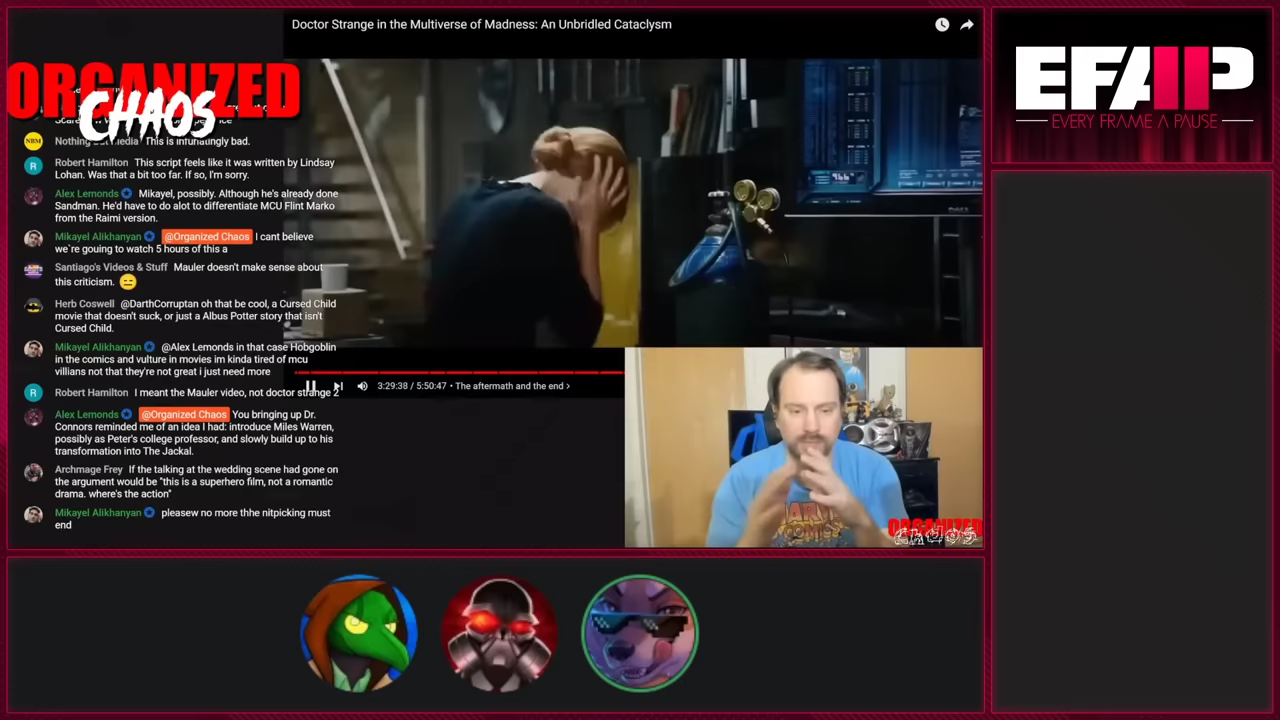 Doctor Strange in the Multiverse of Madness: An Unbridled Cataclysm
ORGANIZED
CHAOS
Nothing but Media This is infuriatingly bad.
Robert Hamilton This script feels like it was written by Lindsay
Lohan. Was that a bit too far. If so, I'm sorry.
Alex Lemonds Mikayel, possibly. Although he's already done
Sandman. He'd have to do alot to differentiate MCU Flint Marko
from the Raimi version.
Mikayel Alikhanyan @Organized Chaos I cant believe
we're gouing to watch 5 hours of this a
Santiago's Videos & Stuff Mauler doesn't make sense about
this criticism.
Herb Coswell @DarthCorruptan oh that be cool, a Cursed Child
movie that doesn't suck, or just a Albus Potter story that isn't
Cursed Child.
Mikayel Alikhanyan @Alex Lemonds in that case Hobgoblin
in the comics and vulture in movies im kinda tired of mcu
villians not that they're not great i just need more
Robert Hamilton I meant the Mauler video, not doctor strange 2
Alex Lemonds @Organized Chaos You bringing up Dr.
Connors reminded me of an idea I had: introduce Miles Warren,
possibly as Peter's college professor, and slowly build up to his
transformation into The Jackal.
Archmage Frey If the talking at the wedding scene had gone on
the argument would be "this is a superhero film, not a romantic
drama. where's the action"
Mikayel Alikhanyan pleasew no more thhe nitpicking must
end
3:29:38 / 5:50:47 • The aftermath and the end >
ORGANIZED
CHAOS
EFAP
EVERY FRAME A PAUSE